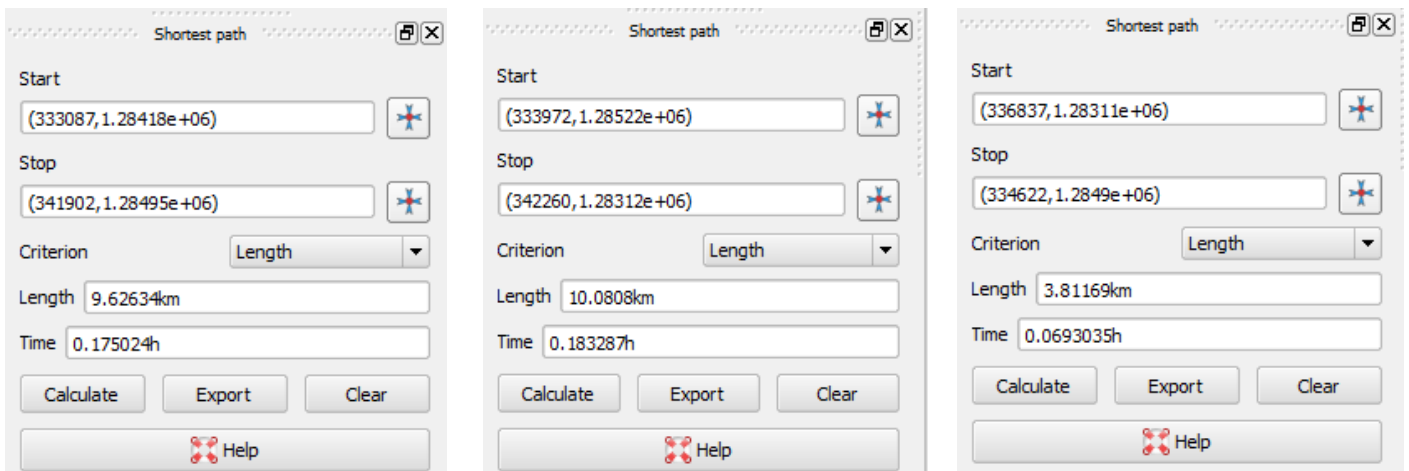 Shortest path
Start
(333087,1.28418e+06)
Stop
(341902,1.28495e+06)
Criterion Length
Length 9.62634km
Time 0.175024h
Calculate Export Clear
Help
Shortest path
Start
(333972,1.28522e+06)
Stop
(342260,1.28312e+06)
Criterion Length
Length 10.0808km
Time 0.183287h
Calculate Export Clear
Help
Shortest path
Start
(336837,1.28311e+06)
Stop
(334622,1.2849e+06)
Criterion Length
Length 3.81169km
Time 0.0693035h
Calculate Export Clear
Help